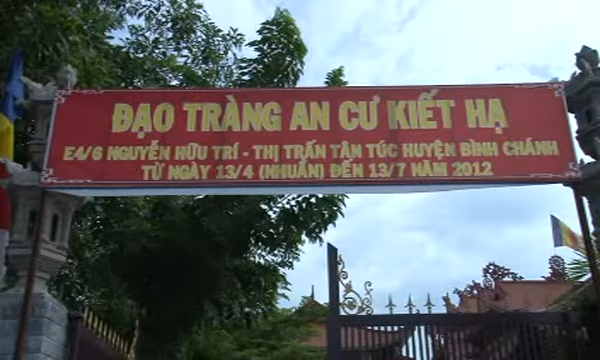 ĐẠO TRÀNG AN CƯ KIẾT HẠ
E4/6 NGUYỄN HỮU TRÍ - THỊ TRẤN TÂN TÚC HUYỆN BÌNH CHÁNH
TỪ NGÀY 13/4 (NHUẦN) ĐẾN 13/7 NĂM 2012